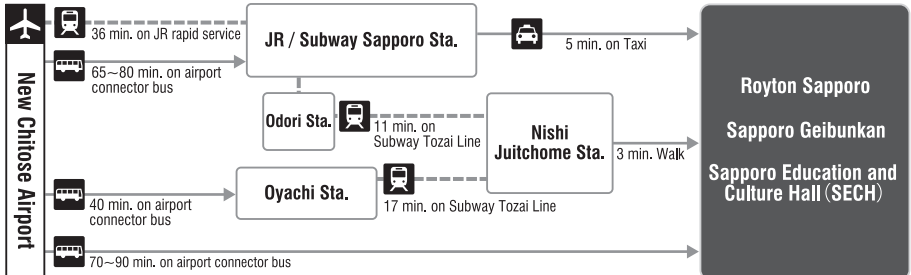 New Chitose Airport
36 min. on JR rapid service
JR / Subway Sapporo Sta.
5 min. on Taxi
65~80 min. on airport
connector bus
Odori Sta.
11 min. on
Subway Tozai Line
Nishi
Juitchome Sta.
3 min. Walk
40 min. on airport
connector bus
Oyachi Sta.
17 min. on Subway Tozai Line
70~90 min. on airport connector bus
Royton Sapporo
Sapporo Geibunkan
Sapporo Education and
Culture Hall (SECH)